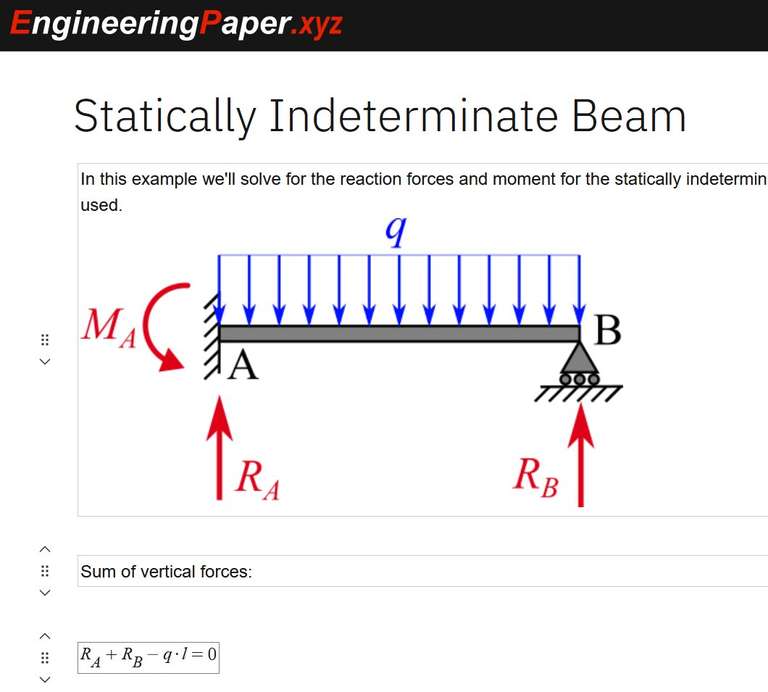 EngineeringPaper.xyz
Statically Indeterminate Beam
In this example we'll solve for the reaction forces and moment for the statically indetermin
used.
q
M_A
A
B
R_A
R_B
Sum of vertical forces:
R_A + R_B − q·l = 0